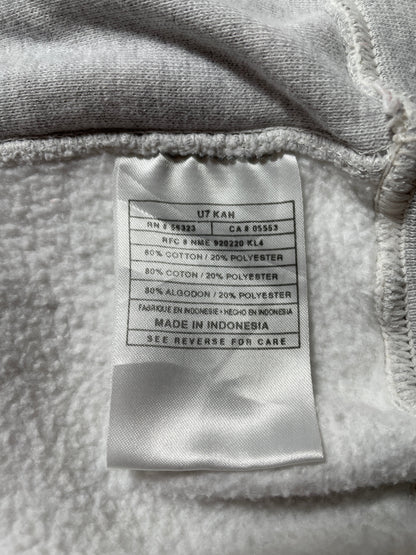 U7 KAH
RN # 56323 CA # 05553
RFC # NME 920220 KL4
80% COTTON / 20% POLYESTER
80% COTON / 20% POLYESTER
80% ALGODON / 20% POLYESTER
FABRIQUE EN INDONESIE • HECHO EN INDONESIA
MADE IN INDONESIA
SEE REVERSE FOR CARE